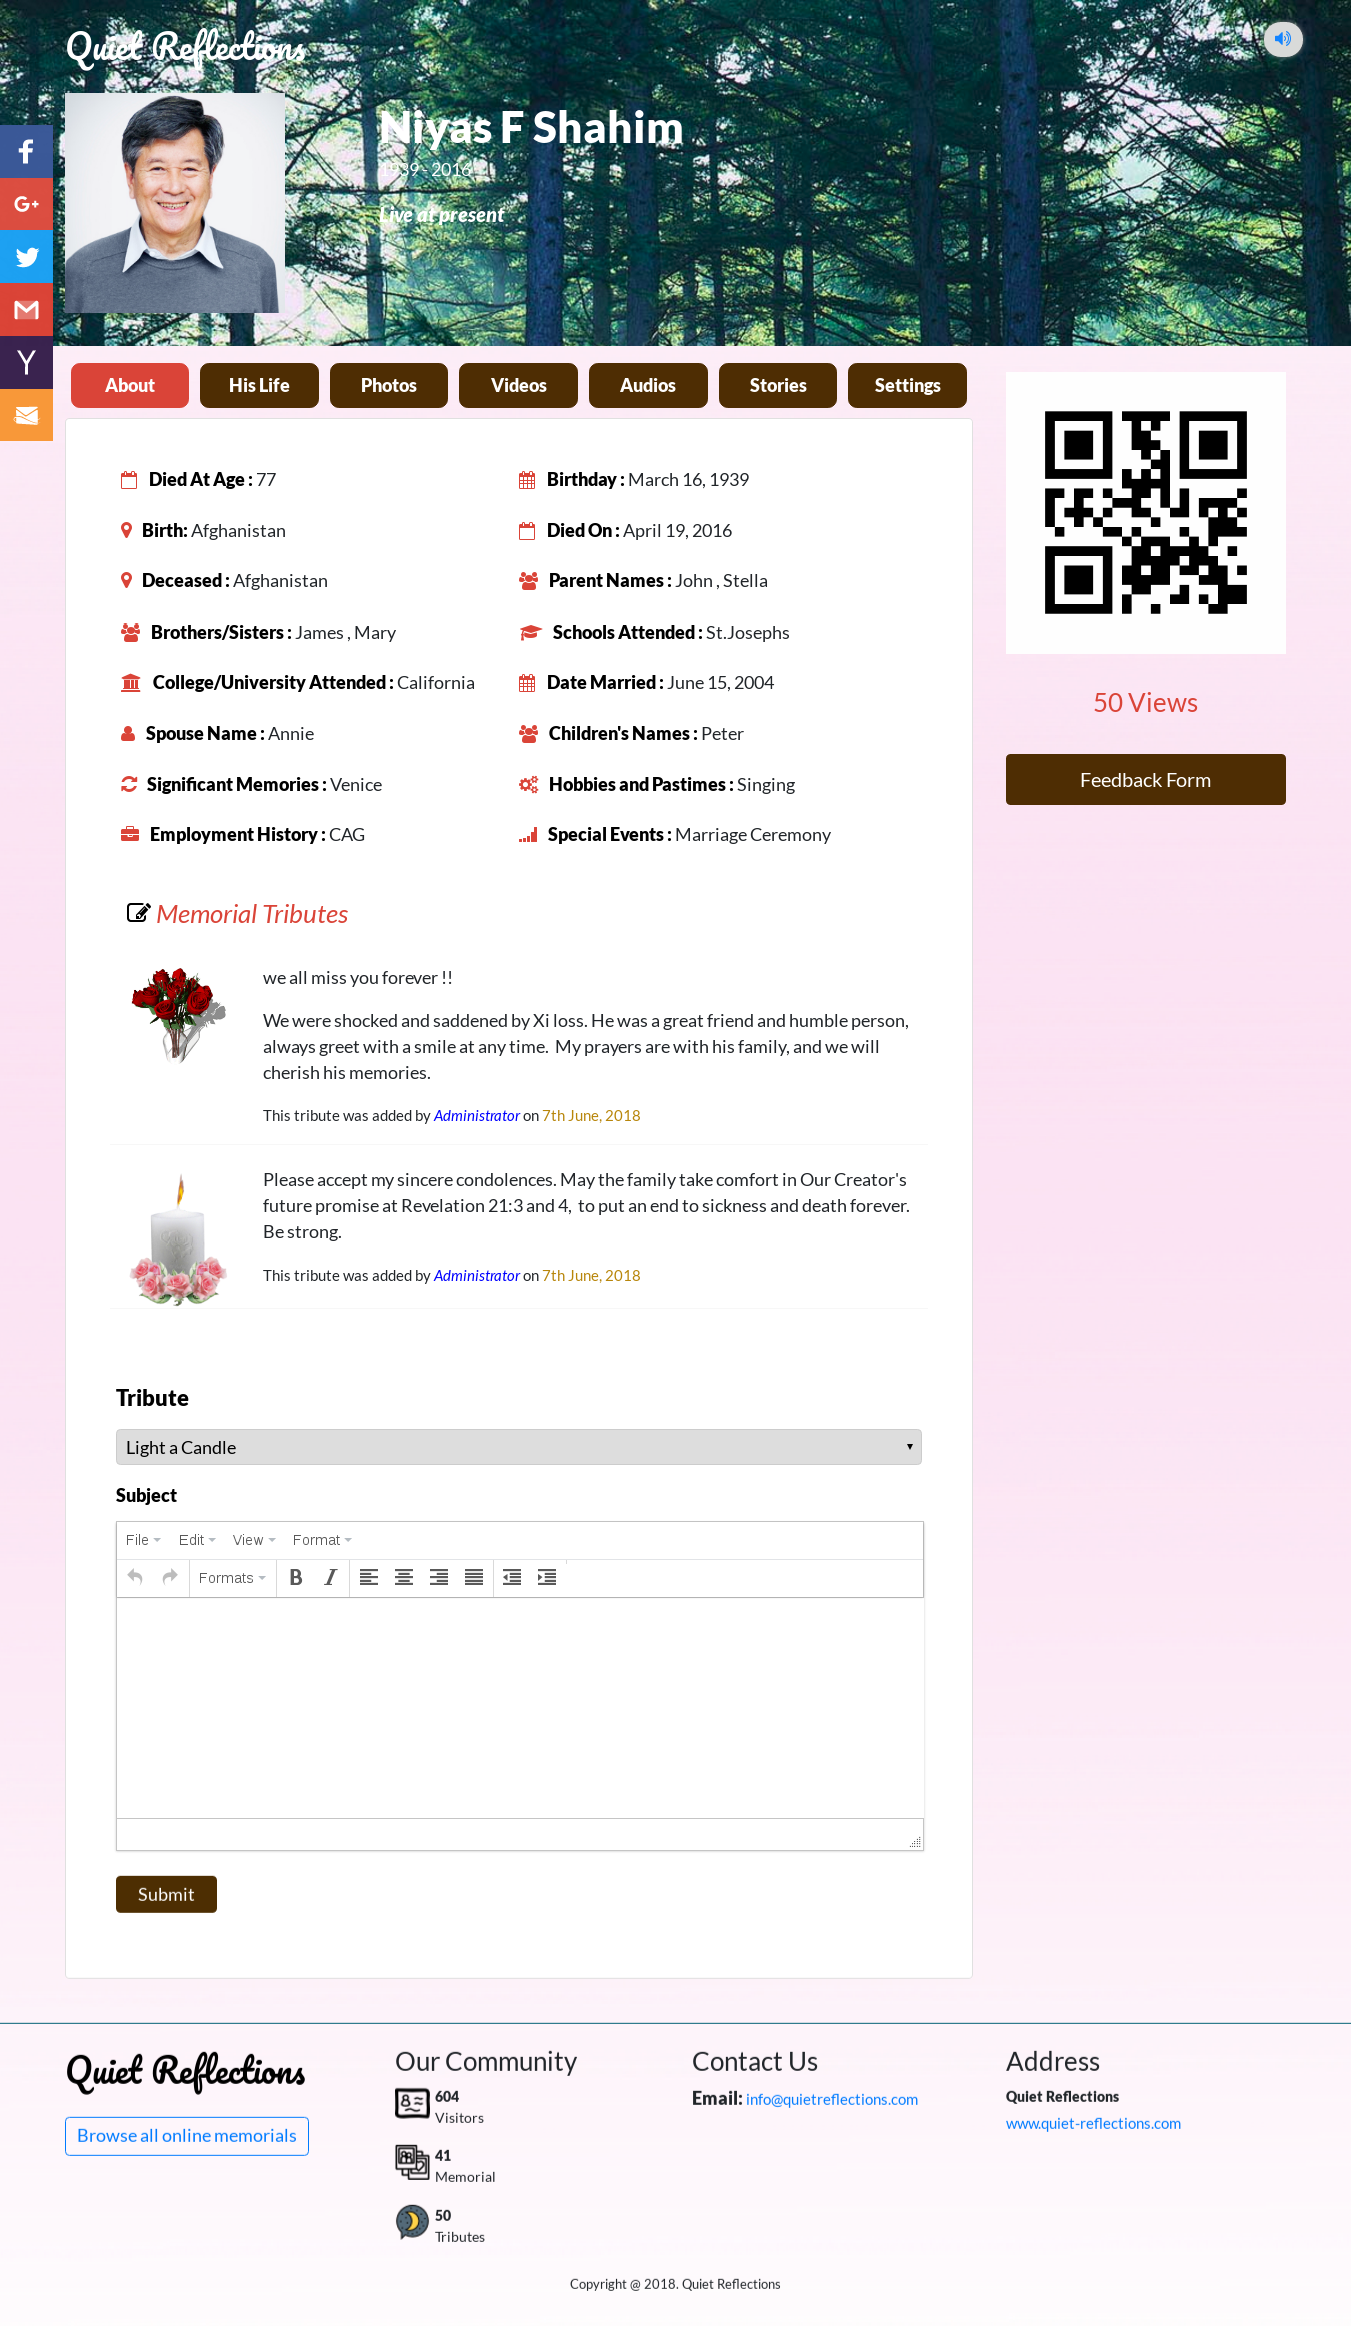 Quiet Reflections
Niyas F Shahim
1939 - 2016
Live at present
About
His Life
Photos
Videos
Audios
Stories
Settings
Died At Age : 77
Birthday : March 16, 1939
Birth: Afghanistan
Died On : April 19, 2016
Deceased : Afghanistan
Parent Names : John , Stella
Brothers/Sisters : James , Mary
Schools Attended : St.Josephs
College/University Attended : California
Date Married : June 15, 2004
Spouse Name : Annie
Children's Names : Peter
Significant Memories : Venice
Hobbies and Pastimes : Singing
Employment History : CAG
Special Events : Marriage Ceremony
50 Views
Feedback Form
Memorial Tributes
we all miss you forever !!
We were shocked and saddened by Xi loss. He was a great friend and humble person,
always greet with a smile at any time.  My prayers are with his family, and we will
cherish his memories.
This tribute was added by Administrator on 7th June, 2018
Please accept my sincere condolences. May the family take comfort in Our Creator's
future promise at Revelation 21:3 and 4,  to put an end to sickness and death forever.
Be strong.
This tribute was added by Administrator on 7th June, 2018
Tribute
Light a Candle
Subject
File Edit View Format
Formats B I
Submit
Quiet Reflections
Browse all online memorials
Our Community
604
Visitors
41
Memorial
50
Tributes
Contact Us
Email: info@quietreflections.com
Address
Quiet Reflections
www.quiet-reflections.com
Copyright @ 2018. Quiet Reflections